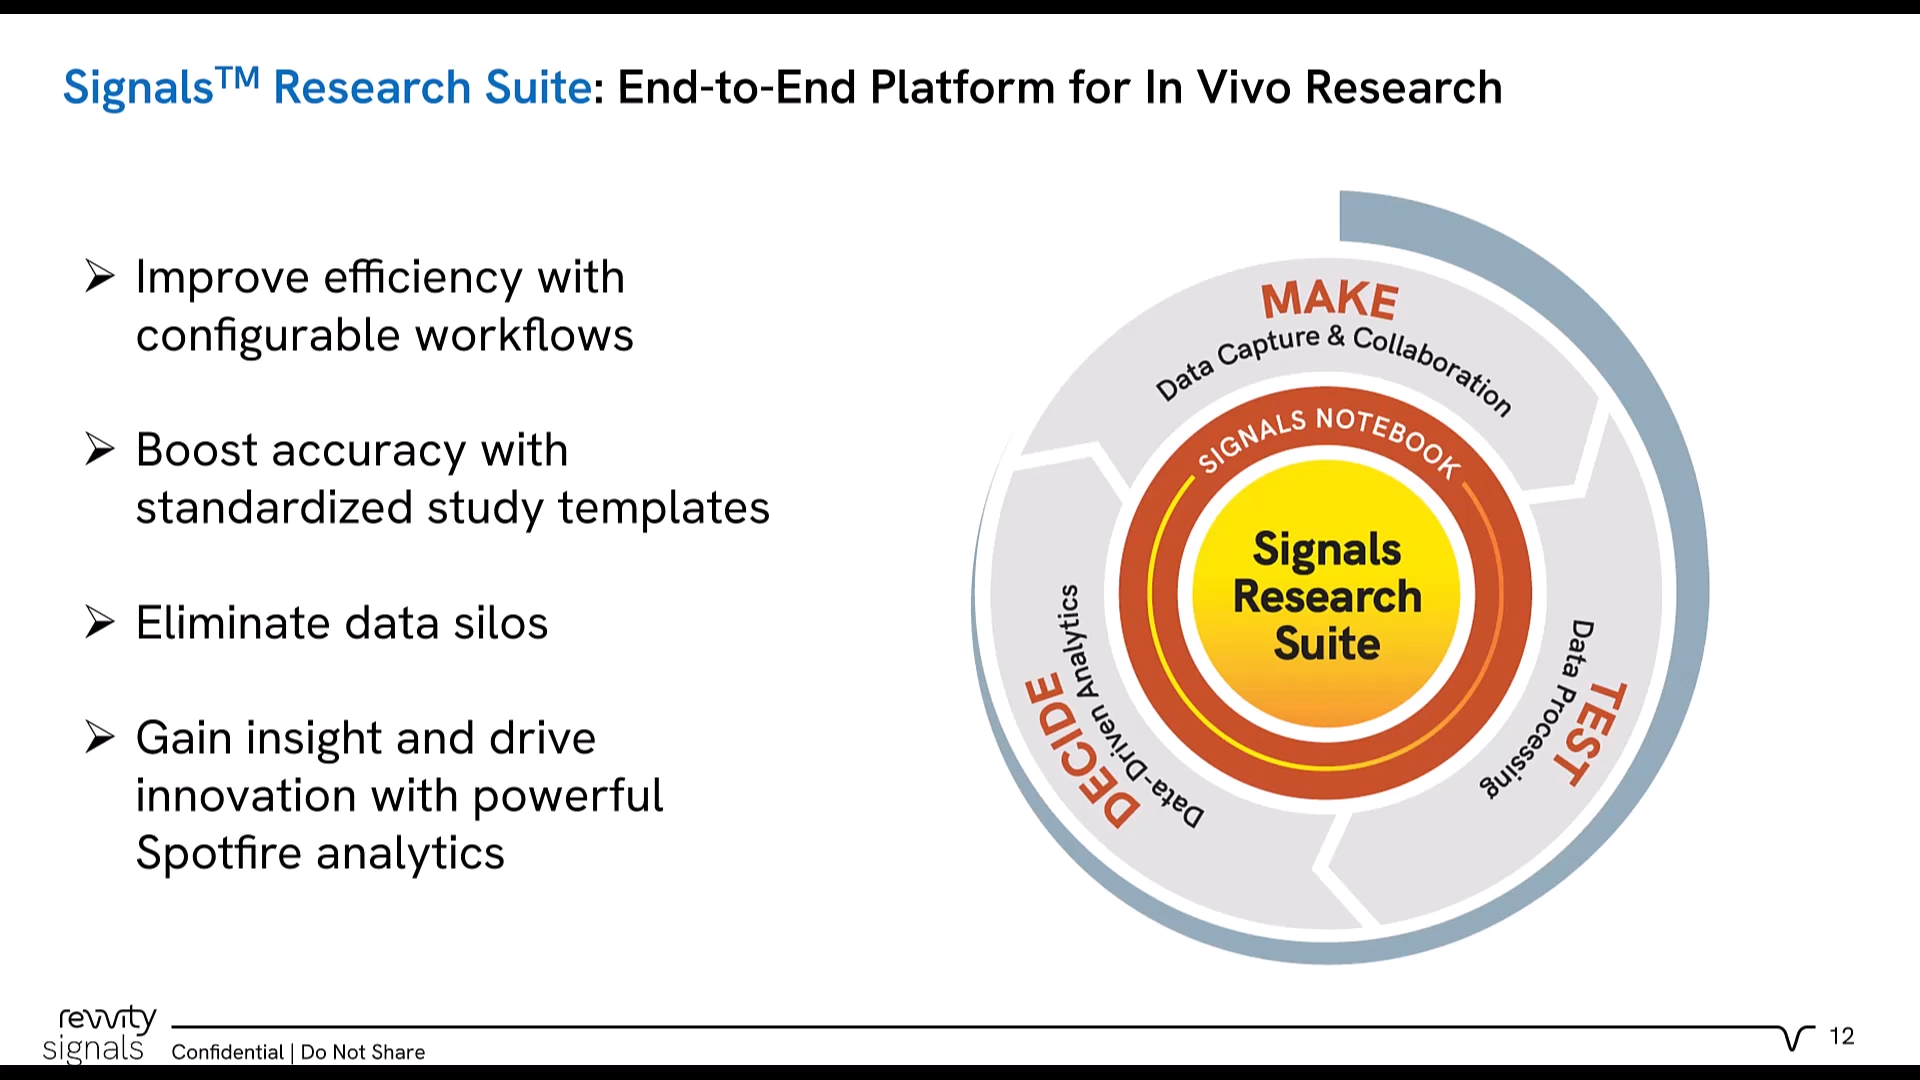 Signals™ Research Suite: End-to-End Platform for In Vivo Research
➢ Improve efficiency with
configurable workflows
➢ Boost accuracy with
standardized study templates
➢ Eliminate data silos
➢ Gain insight and drive
innovation with powerful
Spotfire analytics
MAKE
Data Capture & Collaboration
SIGNALS NOTEBOOK
Signals
Research
Suite
TEST
Data Processing
DECIDE
Data-Driven Analytics
revvity
signals
Confidential | Do Not Share
12